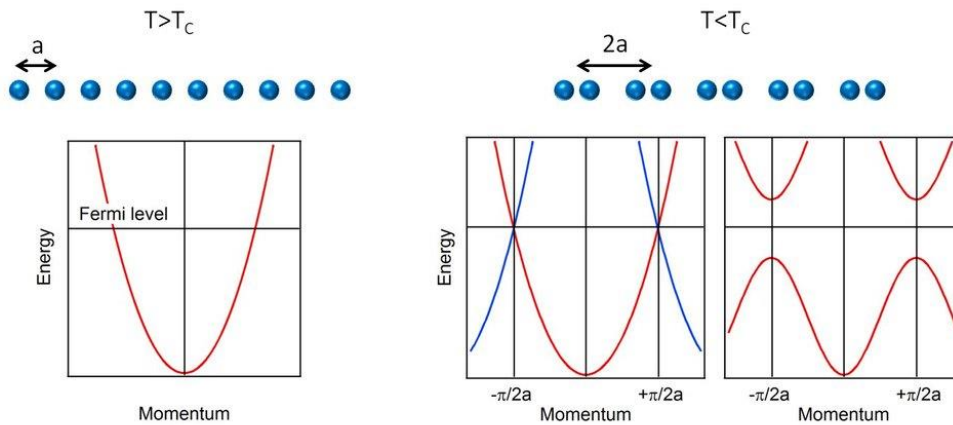 T>T_C
a
Fermi level
Energy
Momentum
T<T_C
2a
Energy
-π/2a
+π/2a
Momentum
-π/2a
+π/2a
Momentum